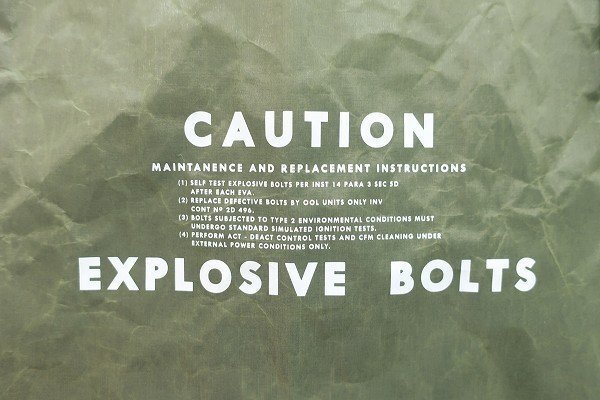 CAUTION
MAINTANENCE AND REPLACEMENT INSTRUCTIONS
(1) SELF TEST EXPLOSIVE BOLTS PER INST 14 PARA 3 SEC 5D
AFTER EACH EVA.
(2) REPLACE DEFECTIVE BOLTS BY OOL UNITS ONLY INV
CONT Nº 2D 496.
(3) BOLTS SUBJECTED TO TYPE 2 ENVIRONMENTAL CONDITIONS MUST
UNDERGO STANDARD SIMULATED IGNITION TESTS.
(4) PERFORM ACT - DEACT CONTROL TESTS AND CFM CLEANING UNDER
EXTERNAL POWER CONDITIONS ONLY.
EXPLOSIVE BOLTS